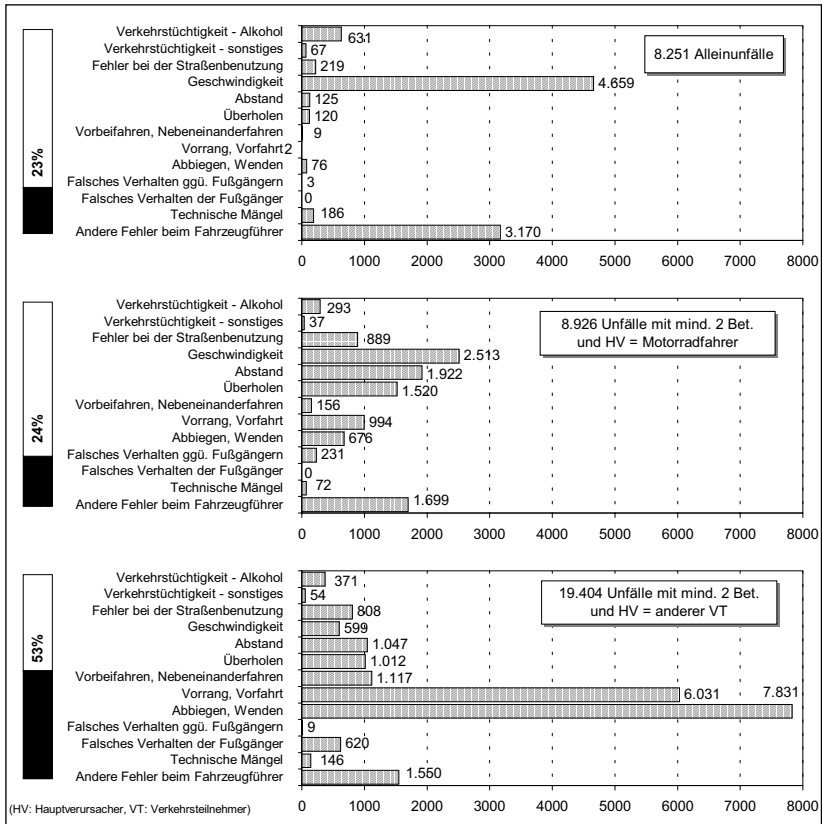 Verkehrstüchtigkeit - Alkohol 631
Verkehrstüchtigkeit - sonstiges 67
Fehler bei der Straßenbenutzung 219
Geschwindigkeit 4.659
Abstand 125
Überholen 120
Vorbeifahren, Nebeneinanderfahren 9
Vorrang, Vorfahrt 2
Abbiegen, Wenden 76
Falsches Verhalten ggü. Fußgängern 3
Falsches Verhalten der Fußgänger 0
Technische Mängel 186
Andere Fehler beim Fahrzeugführer 3.170
8.251 Alleinunfälle
23%
0 1000 2000 3000 4000 5000 6000 7000 8000
Verkehrstüchtigkeit - Alkohol 293
Verkehrstüchtigkeit - sonstiges 37
Fehler bei der Straßenbenutzung 889
Geschwindigkeit 2.513
Abstand 1.922
Überholen 1.520
Vorbeifahren, Nebeneinanderfahren 156
Vorrang, Vorfahrt 994
Abbiegen, Wenden 676
Falsches Verhalten ggü. Fußgängern 231
Falsches Verhalten der Fußgänger 0
Technische Mängel 72
Andere Fehler beim Fahrzeugführer 1.699
8.926 Unfälle mit mind. 2 Bet.
und HV = Motorradfahrer
24%
0 1000 2000 3000 4000 5000 6000 7000 8000
Verkehrstüchtigkeit - Alkohol 371
Verkehrstüchtigkeit - sonstiges 54
Fehler bei der Straßenbenutzung 808
Geschwindigkeit 599
Abstand 1.047
Überholen 1.012
Vorbeifahren, Nebeneinanderfahren 1.117
Vorrang, Vorfahrt 6.031
Abbiegen, Wenden 7.831
Falsches Verhalten ggü. Fußgängern 9
Falsches Verhalten der Fußgänger 620
Technische Mängel 146
Andere Fehler beim Fahrzeugführer 1.550
19.404 Unfälle mit mind. 2 Bet.
und HV = anderer VT
53%
0 1000 2000 3000 4000 5000 6000 7000 8000
(HV: Hauptverursacher, VT: Verkehrsteilnehmer)